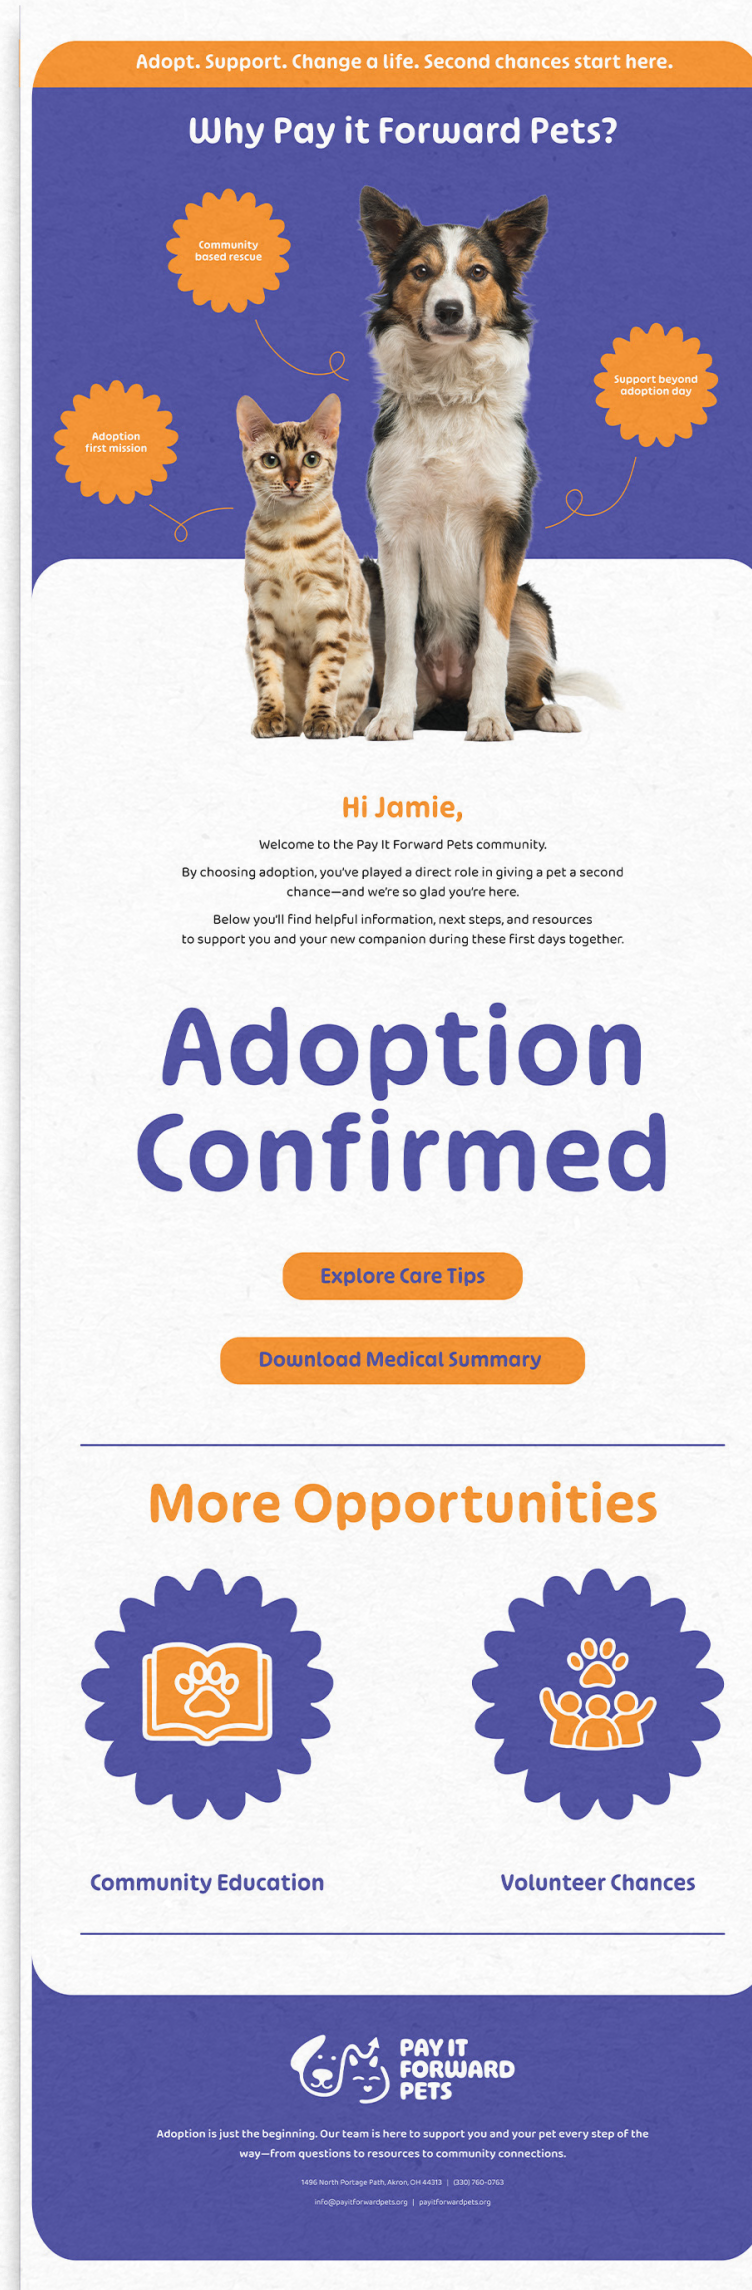 Adopt. Support. Change a life. Second chances start here.
Why Pay it Forward Pets?
Community
based rescue
Support beyond
adoption day
Adoption
first mission
Hi Jamie,
Welcome to the Pay It Forward Pets community.
By choosing adoption, you've played a direct role in giving a pet a second
chance—and we're so glad you're here.
Below you'll find helpful information, next steps, and resources
to support you and your new companion during these first days together.
Adoption
Confirmed
Explore Care Tips
Download Medical Summary
More Opportunities
Community Education
Volunteer Chances
PAY IT
FORWARD
PETS
Adoption is just the beginning. Our team is here to support you and your pet every step of the
way—from questions to resources to community connections.
1496 North Portage Path, Akron, OH 44313 | (330) 760-0763
info@payitforwardpets.org | payitforwardpets.org